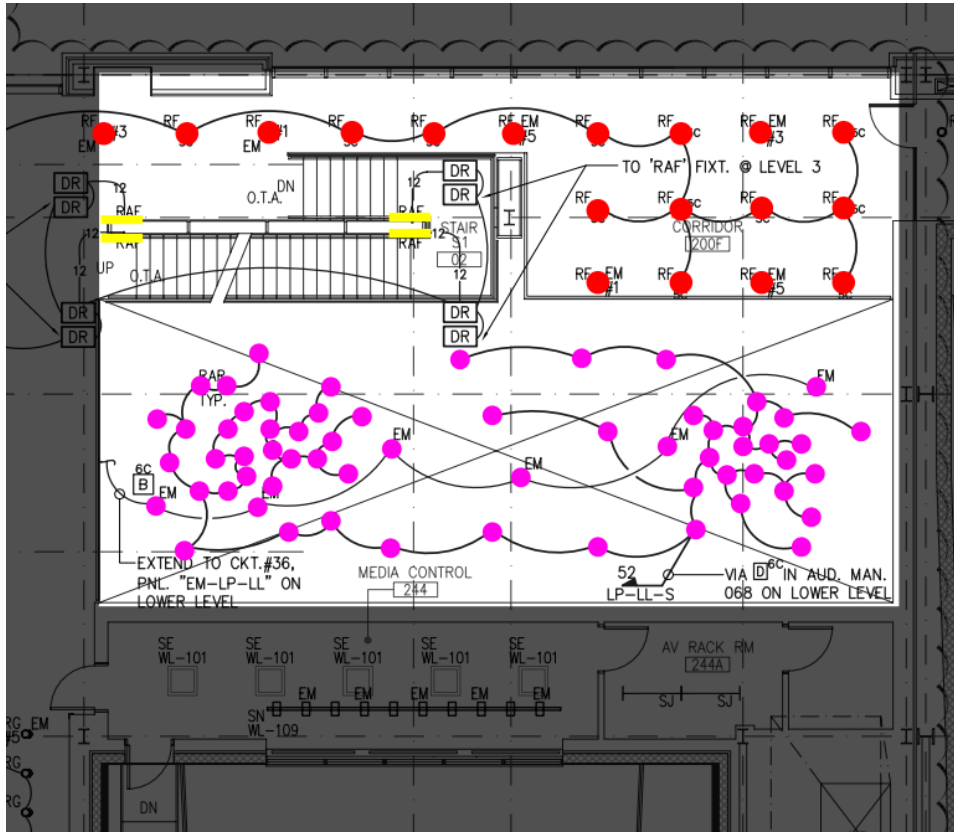 RF
RF
RF
RF
RF
RF EM
RF
RF
RF EM
RF
#3
#1
#5
5C
#3
5C
EM
EM
TO 'RAF' FIXT. @ LEVEL 3
DR
DR
DR
DR
12
12
DN
O.T.A.
RAF
RAF
STAIR
S1
02
RF
RF
RF
RF
5C
CORRIDOR
200F
12
RAF
RAF
12
UP
O.T.A.
12
12
RF EM
#1
RF
5C
RF EM
#5
RF
5C
DR
DR
DR
DR
RAR
TYP.
EM
EM
EM
EM
6C
B
EM
EM
EXTEND TO CKT.#36,
PNL. "EM-LP-LL" ON
LOWER LEVEL
MEDIA CONTROL
244
52
LP-LL-S
VIA D 6C IN AUD. MAN.
068 ON LOWER LEVEL
SE
WL-101
SE
WL-101
SE
WL-101
SE
WL-101
SE
WL-101
AV RACK RM
244A
EM
EM
EM
EM
EM
SJ
SJ
SN
WL-109
RG EM
#5
RG
RG
DN